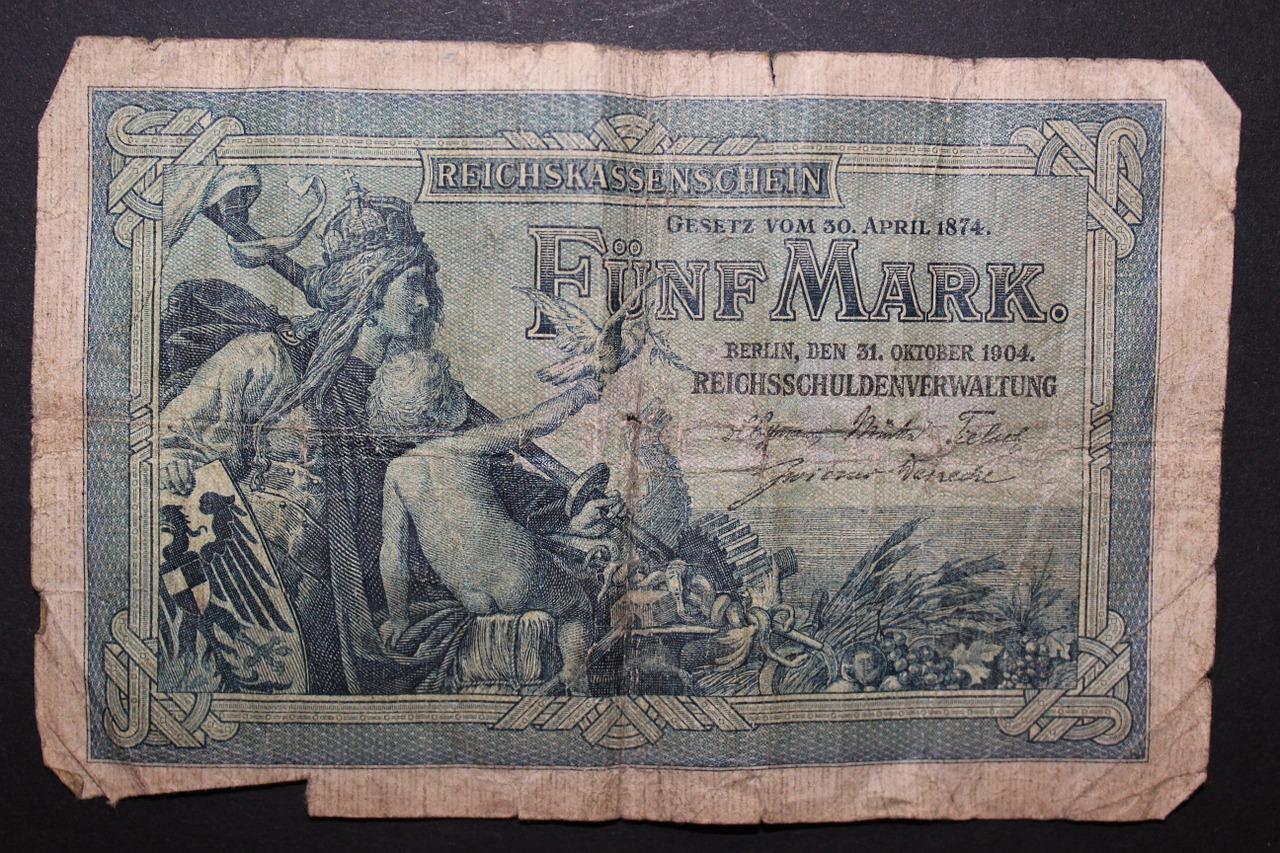 REICHSKASSENSCHEIN
GESETZ VOM 30. APRIL 1874.
FÜNF MARK.
BERLIN, DEN 31. OKTOBER 1904.
REICHSSCHULDENVERWALTUNG